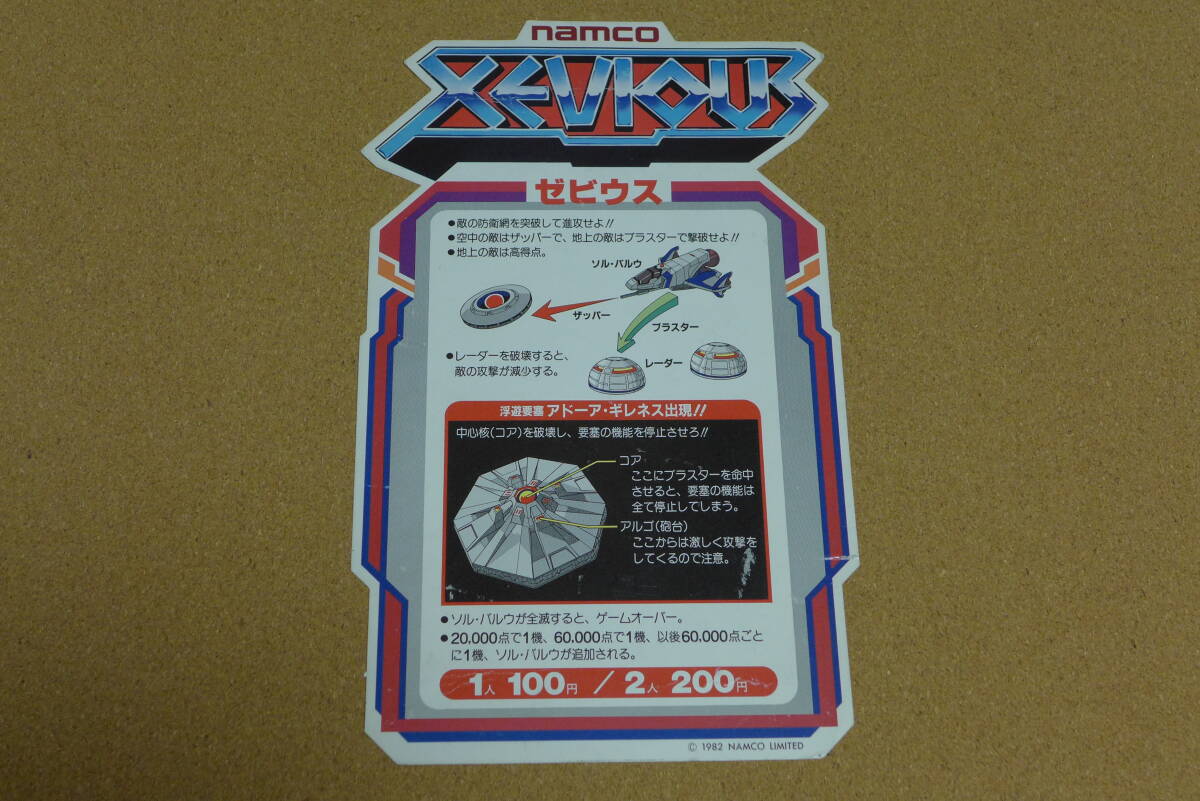 namco
XEVIOUS
ゼビウス
●敵の防衛網を突破して進攻せよ!!
●空中の敵はザッパーで、地上の敵はブラスターで撃破せよ!!
●地上の敵は高得点。
ソル・バルウ
ザッパー
ブラスター
●レーダーを破壊すると、
敵の攻撃が減少する。
レーダー
浮遊要塞 アドーア・ギレネス出現!!
中心核(コア)を破壊し、要塞の機能を停止させろ!!
コア
ここにブラスターを命中
させると、要塞の機能は
全て停止してしまう。
アルゴ(砲台)
ここからは激しく攻撃を
してくるので注意。
●ソル・バルウが全滅すると、ゲームオーバー。
●20.000点で1機、60.000点で1機、以後60.000点ごと
に1機、ソル・バルウが追加される。
1人 100円 / 2人 200円
© 1982 NAMCO LIMITED